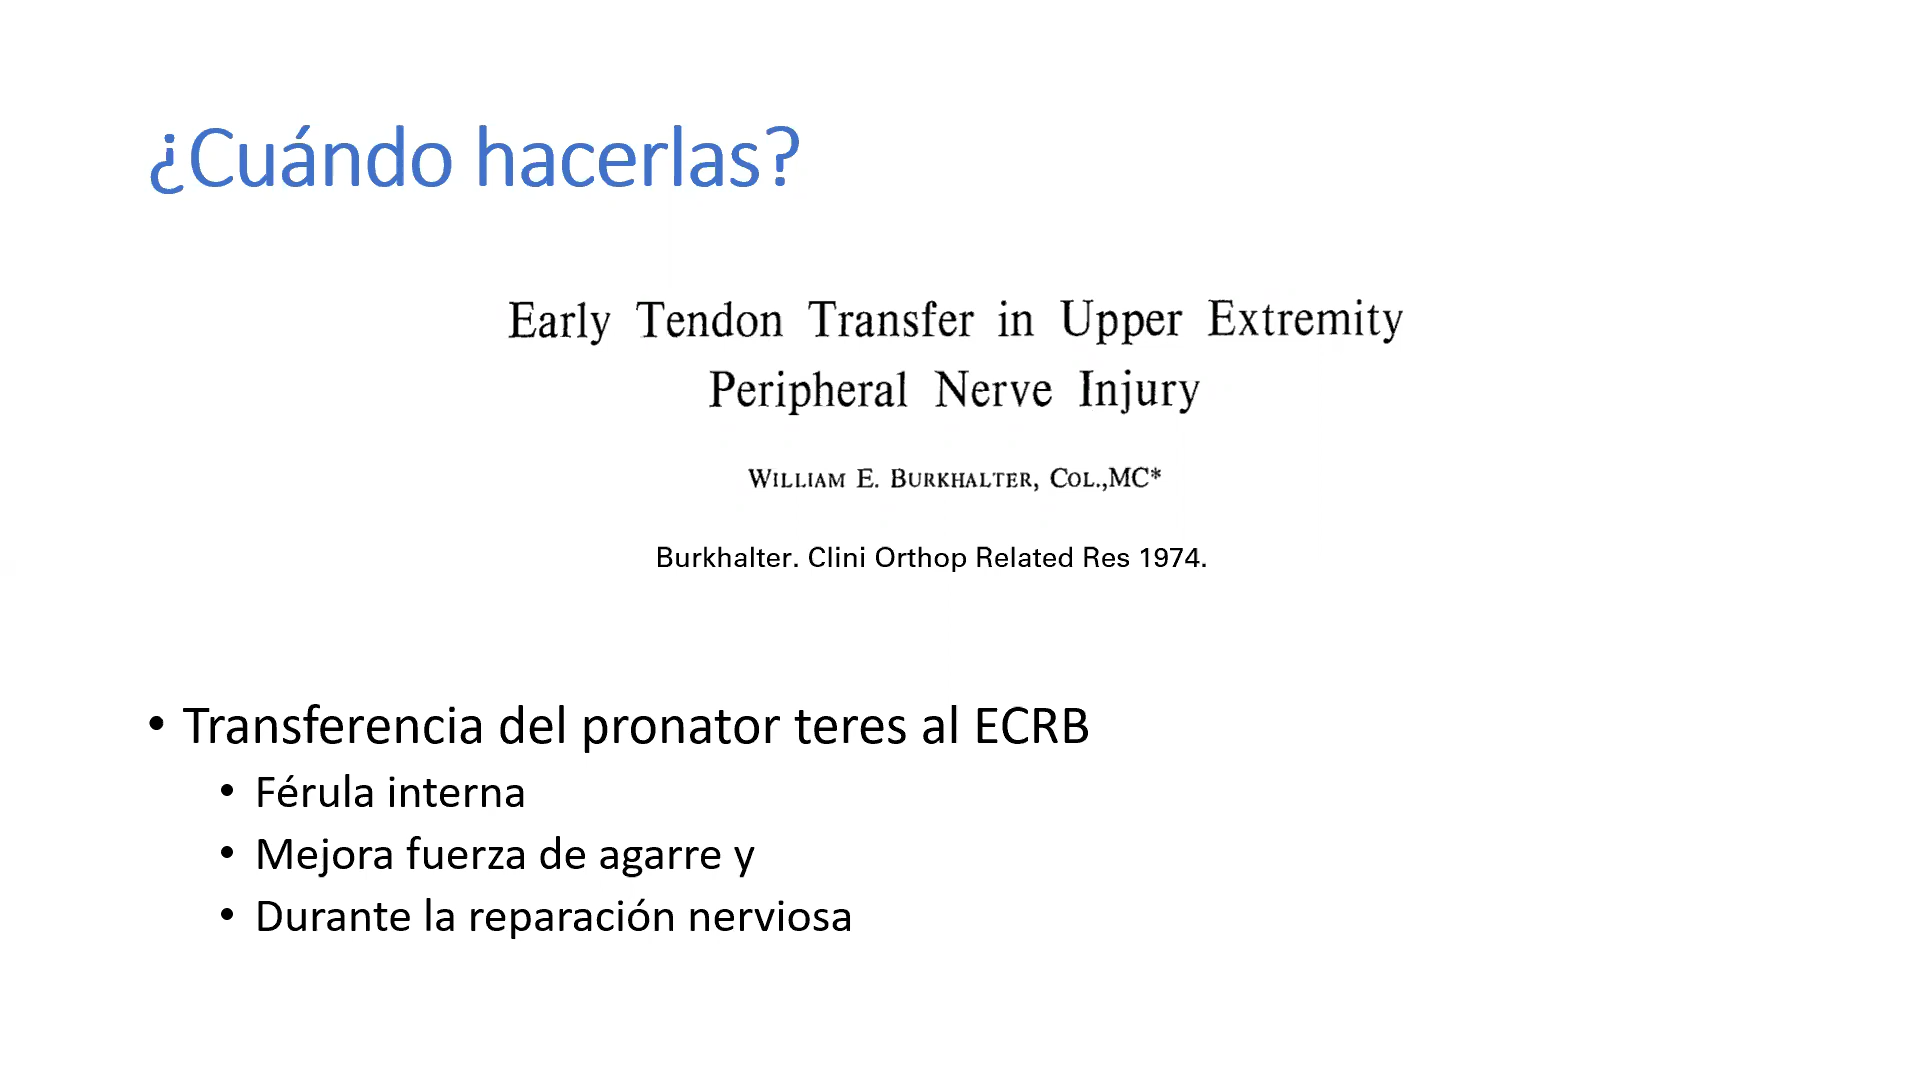 ¿Cuándo hacerlas?
Early Tendon Transfer in Upper Extremity
Peripheral Nerve Injury
WILLIAM E. BURKHALTER, COL.,MC*
Burkhalter. Clini Orthop Related Res 1974.
• Transferencia del pronator teres al ECRB
• Férula interna
• Mejora fuerza de agarre y
• Durante la reparación nerviosa